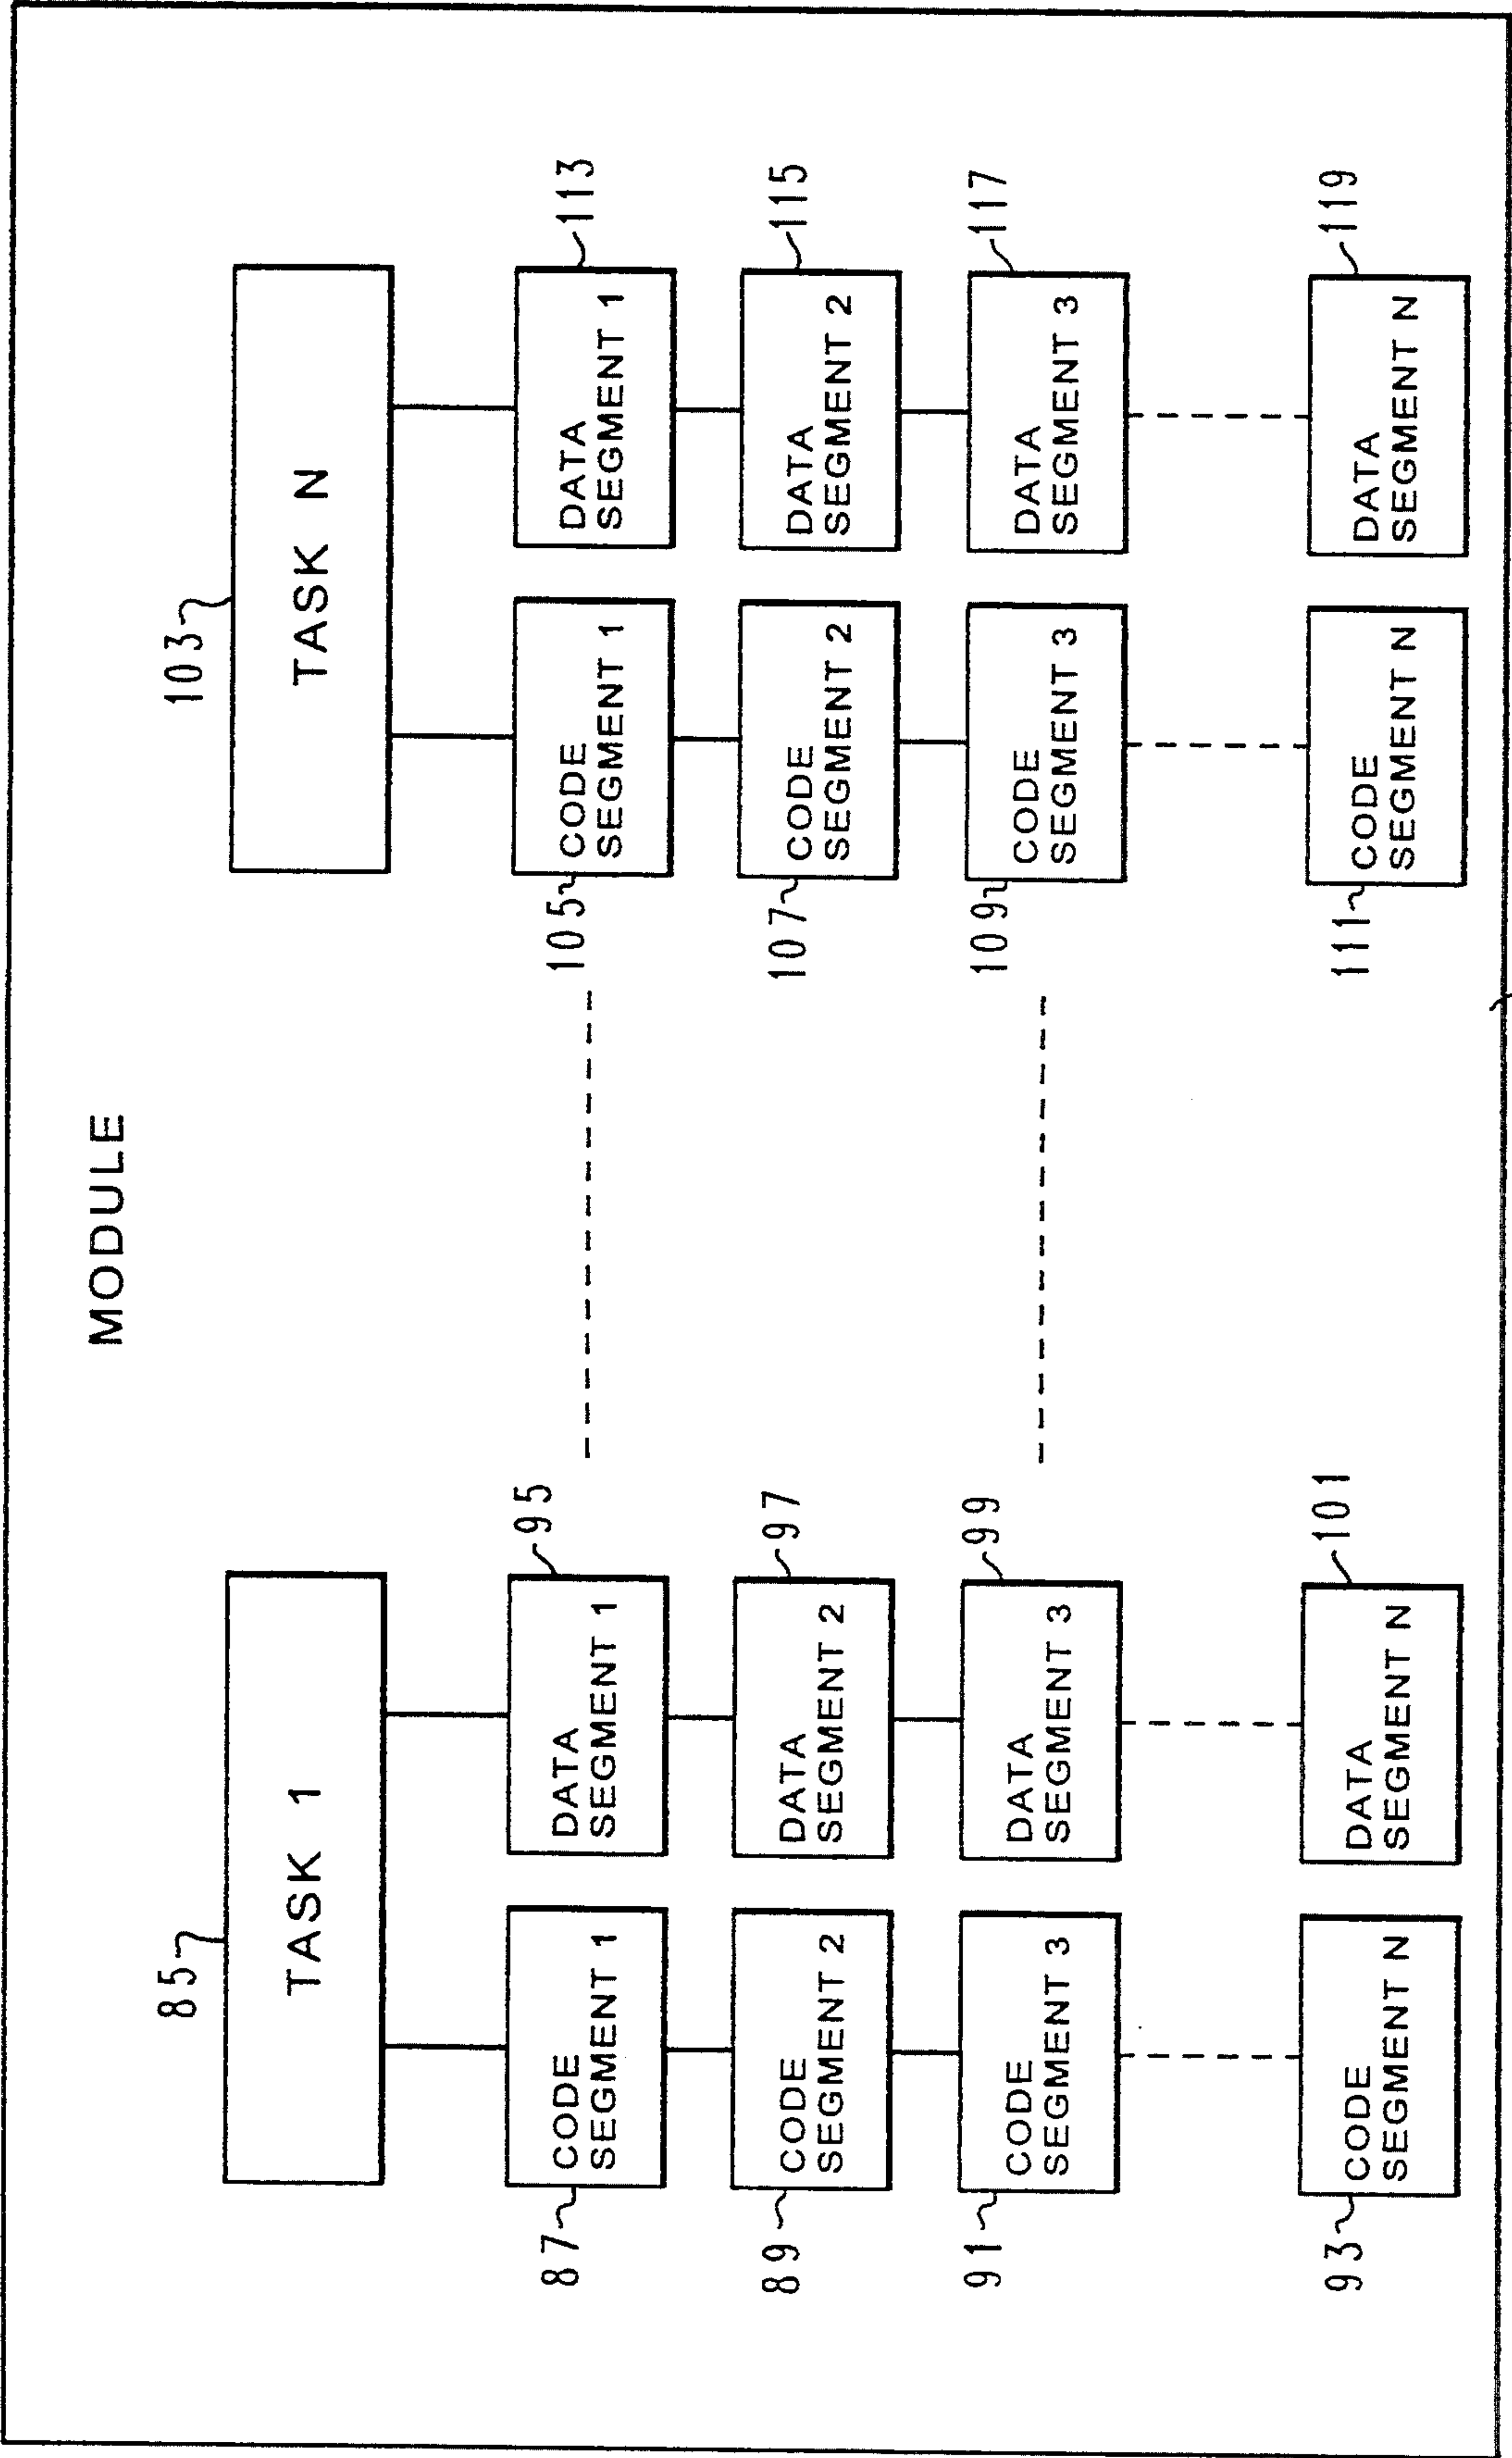 MODULE
85
TASK 1
103
TASK N
87
CODE
SEGMENT 1
DATA
SEGMENT 1
95
105
CODE
SEGMENT 1
DATA
SEGMENT 1
113
89
CODE
SEGMENT 2
DATA
SEGMENT 2
97
107
CODE
SEGMENT 2
DATA
SEGMENT 2
115
91
CODE
SEGMENT 3
DATA
SEGMENT 3
99
109
CODE
SEGMENT 3
DATA
SEGMENT 3
117
93
CODE
SEGMENT N
DATA
SEGMENT N
101
111
CODE
SEGMENT N
DATA
SEGMENT N
119